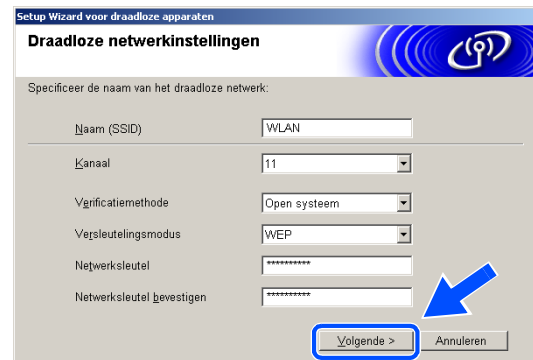 Setup Wizard voor draadloze apparaten
Draadloze netwerkinstellingen
Specificeer de naam van het draadloze netwerk:
Naam (SSID) WLAN
Kanaal 11
Verificatiemethode Open systeem
Versleutelingsmodus WEP
Netwerksleutel **********
Netwerksleutel bevestigen **********
Volgende > Annuleren